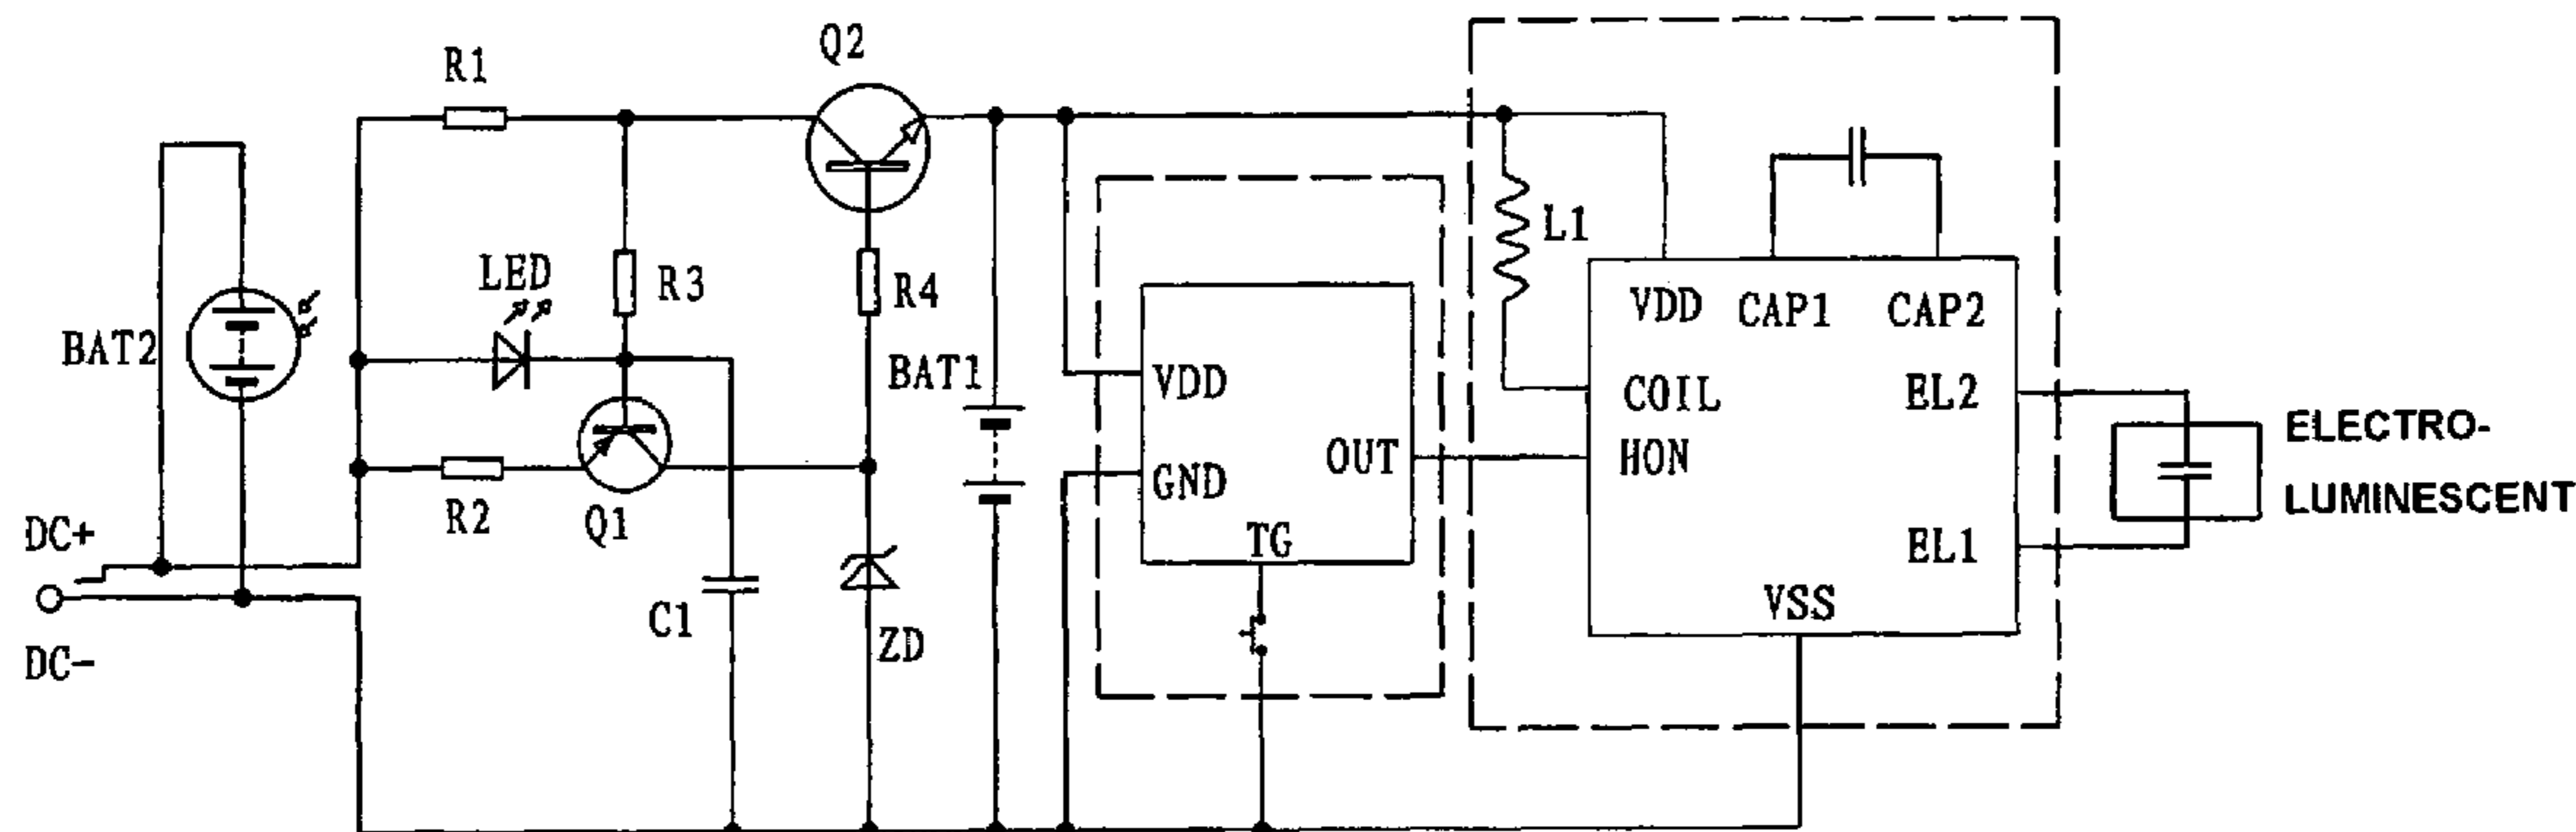 Q2
R1
L1
LED
R3
R4
BAT2
BAT1
VDD
CAP1
CAP2
VDD
COIL
EL2
ELECTRO-
GND
OUT
HON
LUMINESCENT
R2
Q1
DC+
TG
EL1
C1
ZD
VSS
DC-